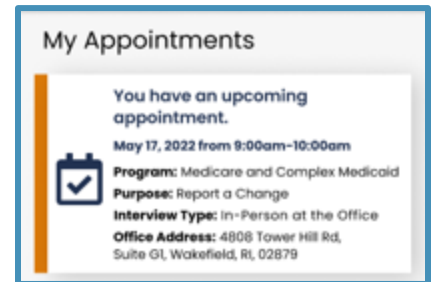 My Appointments
You have an upcoming
appointment.
May 17, 2022 from 9:00am-10:00am
Program: Medicare and Complex Medicaid
Purpose: Report a Change
Interview Type: In-Person at the Office
Office Address: 4808 Tower Hill Rd,
Suite G1, Wakefield, RI, 02879